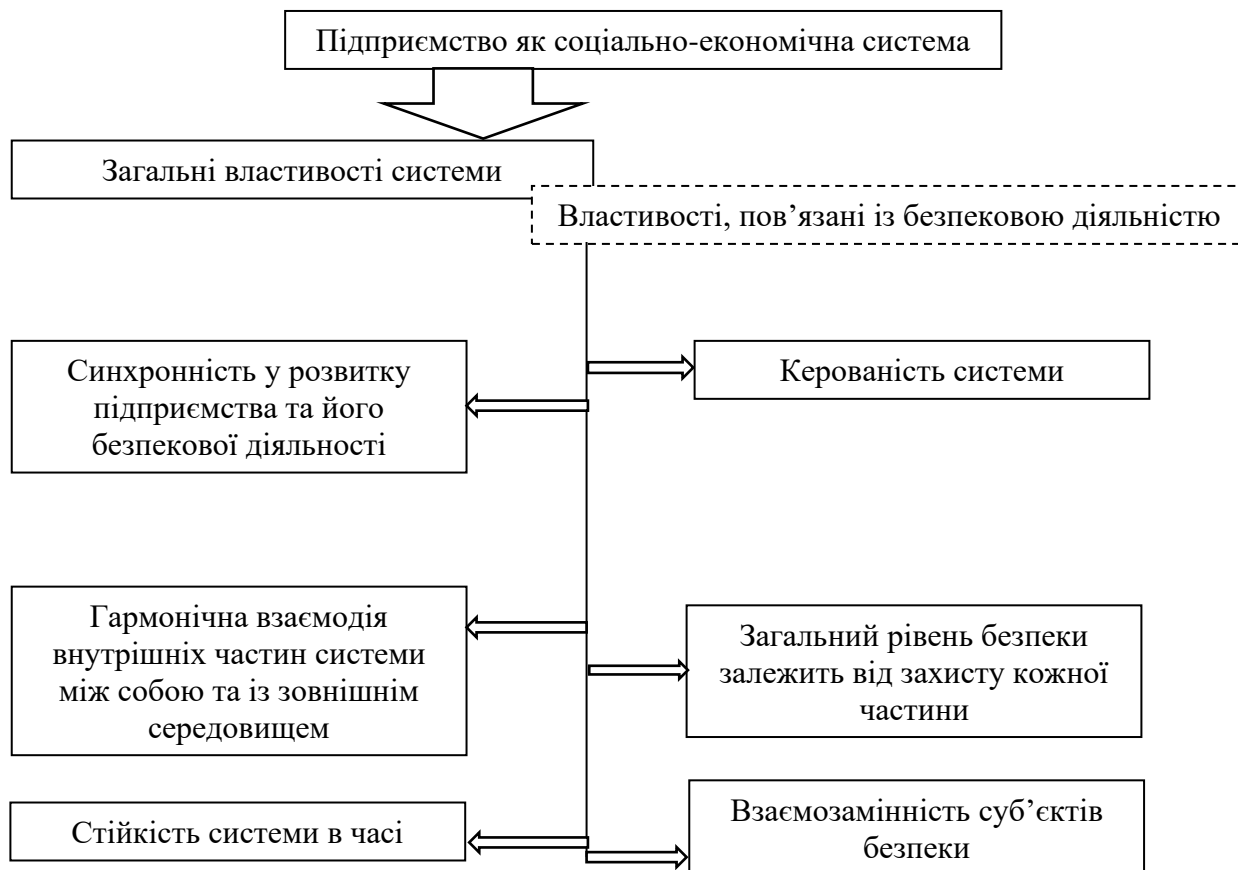 Підприємство як соціально-економічна система
Загальні властивості системи
Властивості, пов’язані із безпековою діяльністю
Синхронність у розвитку
підприємства та його
безпекової діяльності
Керованість системи
Гармонічна взаємодія
внутрішніх частин системи
між собою та із зовнішнім
середовищем
Загальний рівень безпеки
залежить від захисту кожної
частини
Стійкість системи в часі
Взаємозамінність суб’єктів
безпеки